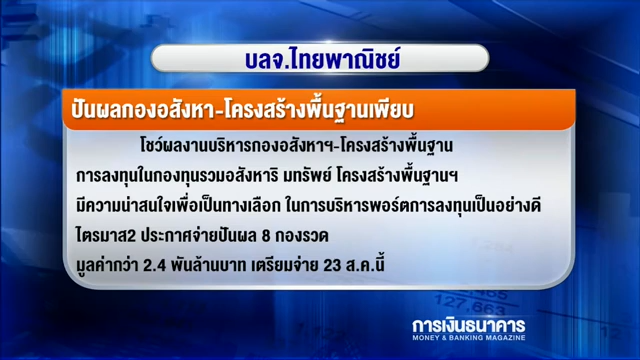 บลจ.ไทยพาณิชย์
ปันผลกองอสังหา-โครงสร้างพื้นฐานเพียบ
โชว์ผลงานบริหารกองอสังหาฯ-โครงสร้างพื้นฐาน
การลงทุนในกองทุนรวมอสังหาริ มทรัพย์ โครงสร้างพื้นฐานฯ
มีความน่าสนใจเพื่อเป็นทางเลือก ในการบริหารพอร์ตการลงทุนเป็นอย่างดี
ไตรมาส2 ประกาศจ่ายปันผล 8 กองรวด
มูลค่ากว่า 2.4 พันล้านบาท เตรียมจ่าย 23 ส.ค.นี้
127.663
การเงินธนาคาร
MONEY & BANKING MAGAZINE